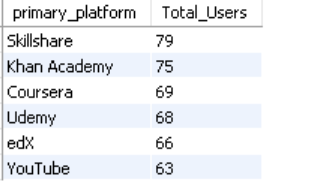 primary_platform Total_Users
Skillshare 79
Khan Academy 75
Coursera 69
Udemy 68
edX 66
YouTube 63